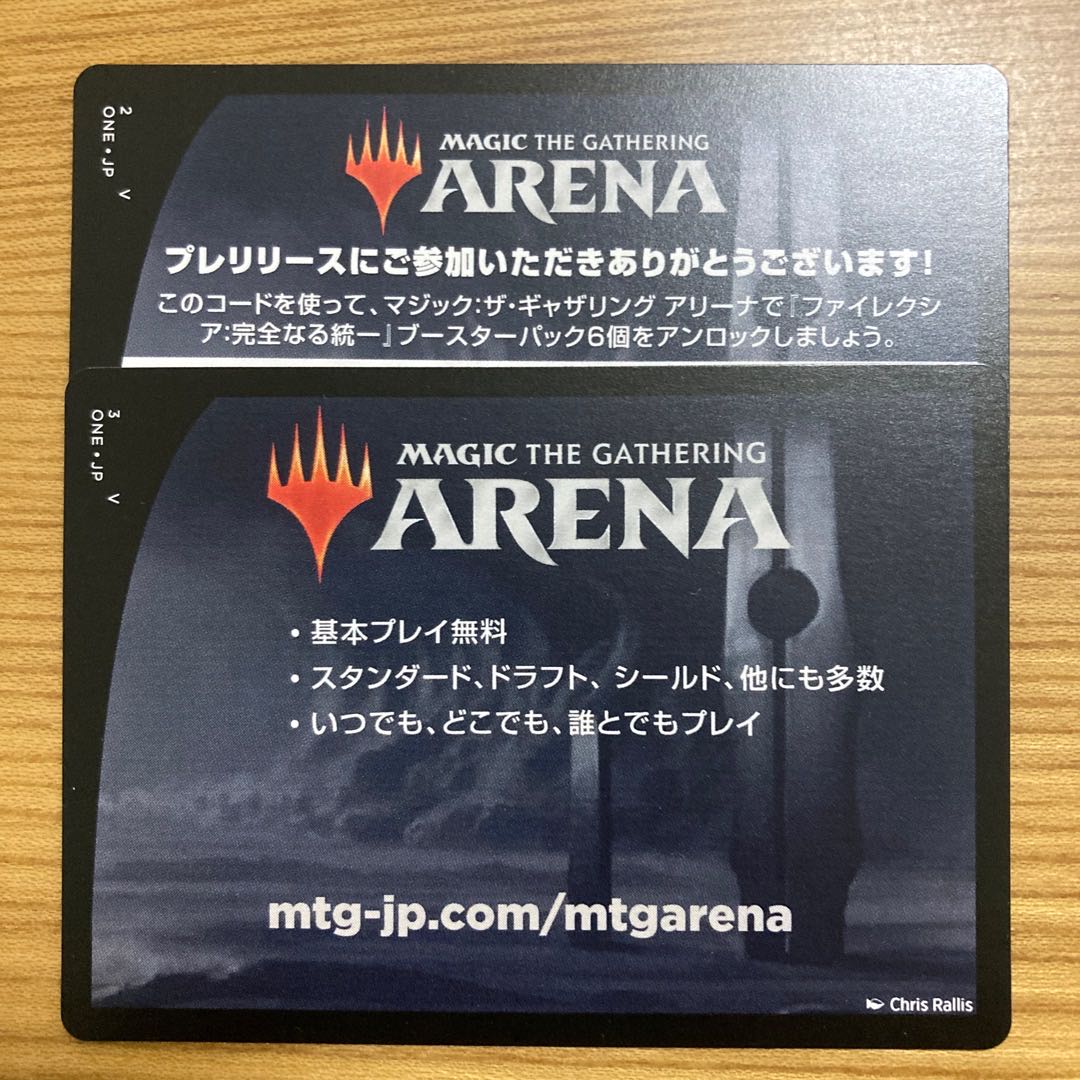 2
ONE • JP V
MAGIC THE GATHERING
ARENA
プレリリースにご参加いただきありがとうございます!
このコードを使って、マジック:ザ・ギャザリング アリーナで『ファイレクシ
ア:完全なる統一』ブースターパック6個をアンロックしましょう。
3
ONE • JP V
MAGIC THE GATHERING
ARENA
• 基本プレイ無料
• スタンダード、ドラフト、シールド、他にも多数
• いつでも、どこでも、誰とでもプレイ
mtg-jp.com/mtgarena
Chris Rallis